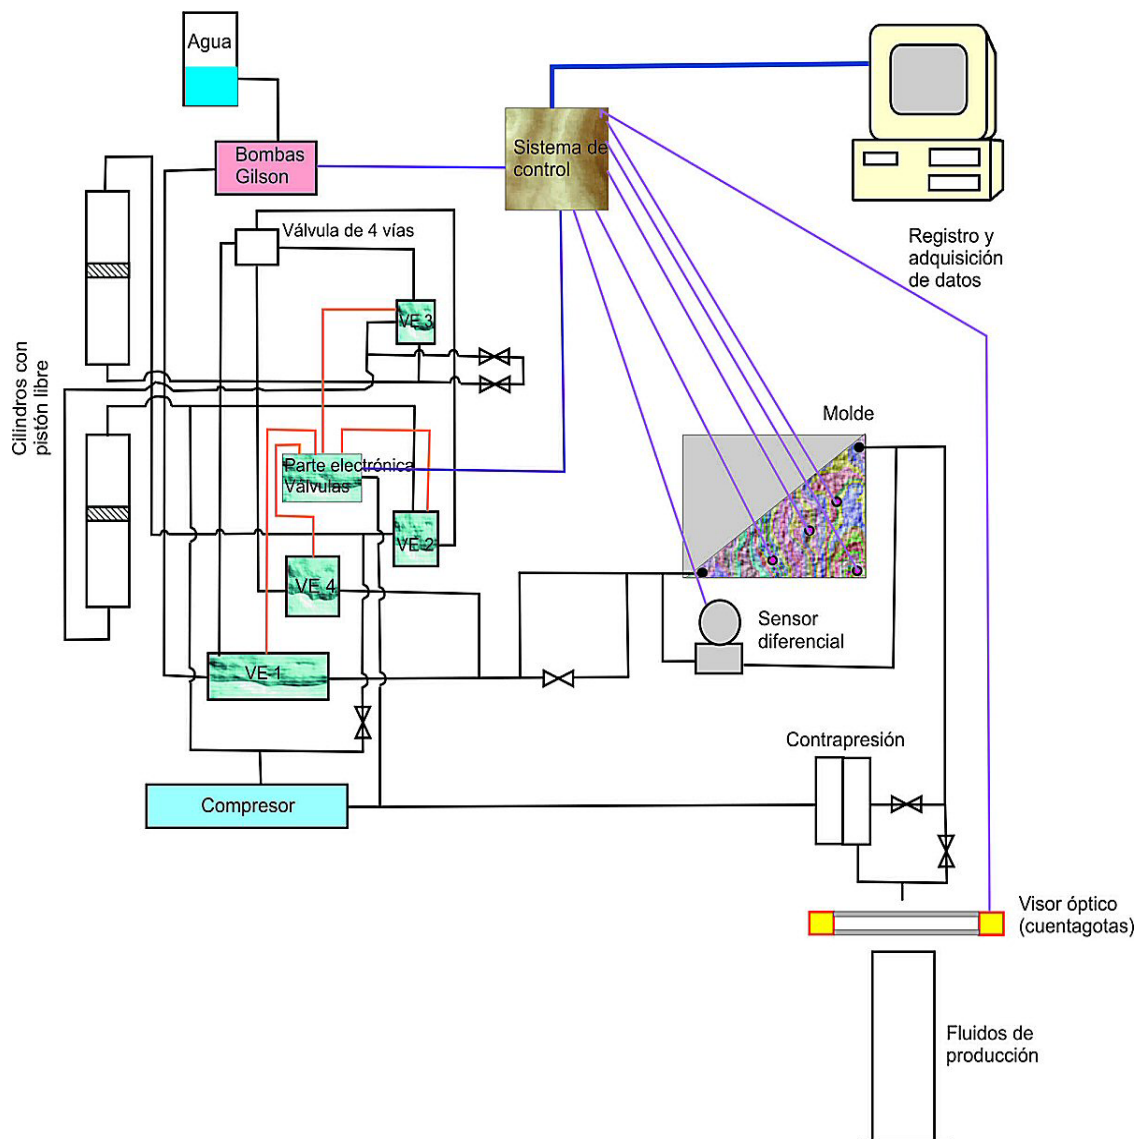 Agua
Bombas
Gilson
Sistema de
control
Válvula de 4 vías
Registro y
adquisición
de datos
VE 3
Cilindros con
pistón libre
Molde
Parte electrónica
Válvulas
VE 2
VE 4
Sensor
diferencial
VE 1
Contrapresión
Compresor
Visor óptico
(cuentagotas)
Fluidos de
producción